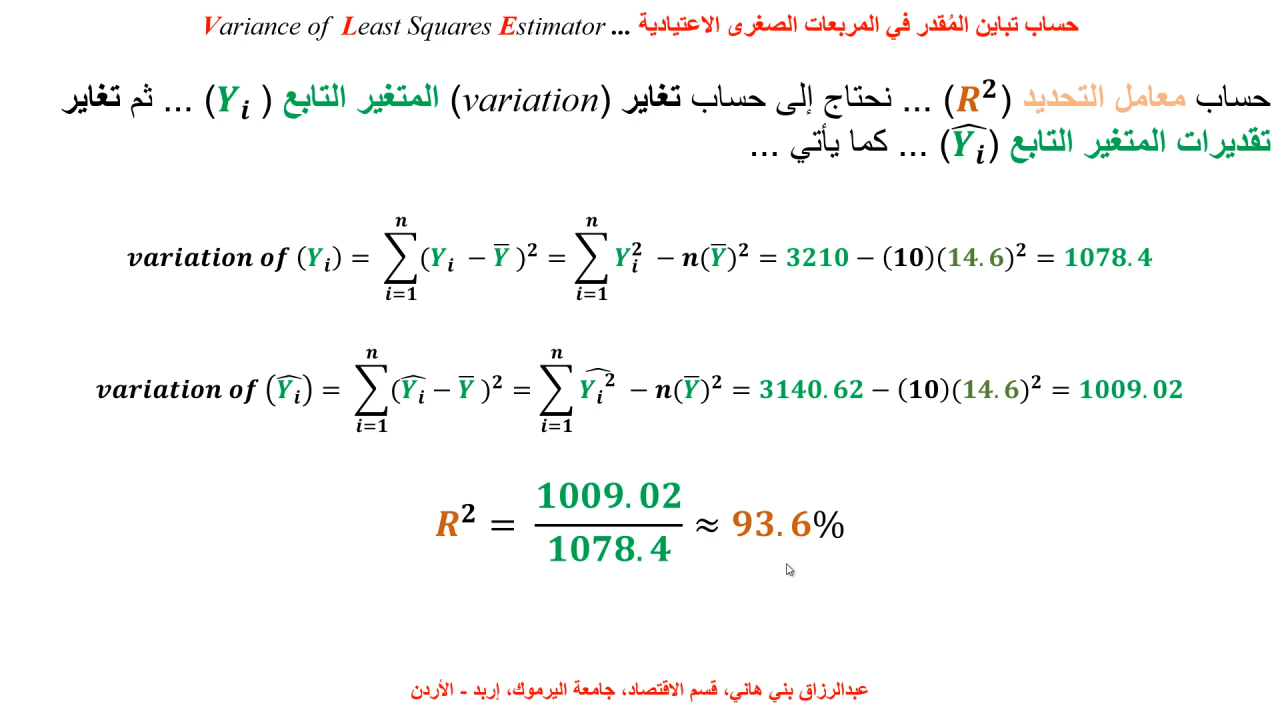 حساب تباين المُقدر في المربعات الصغرى الاعتيادية ... Variance of Least Squares Estimator
حساب معامل التحديد (R²) ... نحتاج إلى حساب تغاير (variation) المتغير التابع (Yᵢ) ... ثم تغاير
تقديرات المتغير التابع (Ŷᵢ) ... كما يأتي ...
variation of (Yᵢ) = ∑ᵢ₌₁ⁿ (Yᵢ − Ȳ)² = ∑ᵢ₌₁ⁿ Yᵢ² − n(Ȳ)² = 3210 − (10)(14.6)² = 1078.4
variation of (Ŷᵢ) = ∑ᵢ₌₁ⁿ (Ŷᵢ − Ȳ)² = ∑ᵢ₌₁ⁿ Ŷᵢ² − n(Ȳ)² = 3140.62 − (10)(14.6)² = 1009.02
R² = 1009.02 / 1078.4 ≈ 93.6%
عبدالرزاق بني هاني، قسم الاقتصاد، جامعة اليرموك، إربد - الأردن